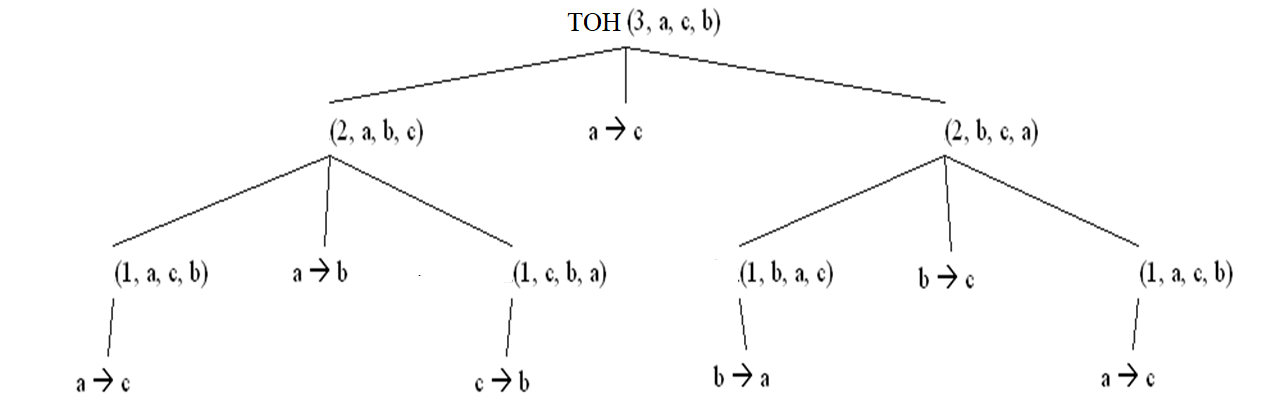 TOH (3, a, c, b)
(2, a, b, c) a → c (2, b, c, a)
(1, a, c, b) a → b (1, c, b, a) (1, b, a, c) b → c (1, a, c, b)
a → c c → b b → a a → c